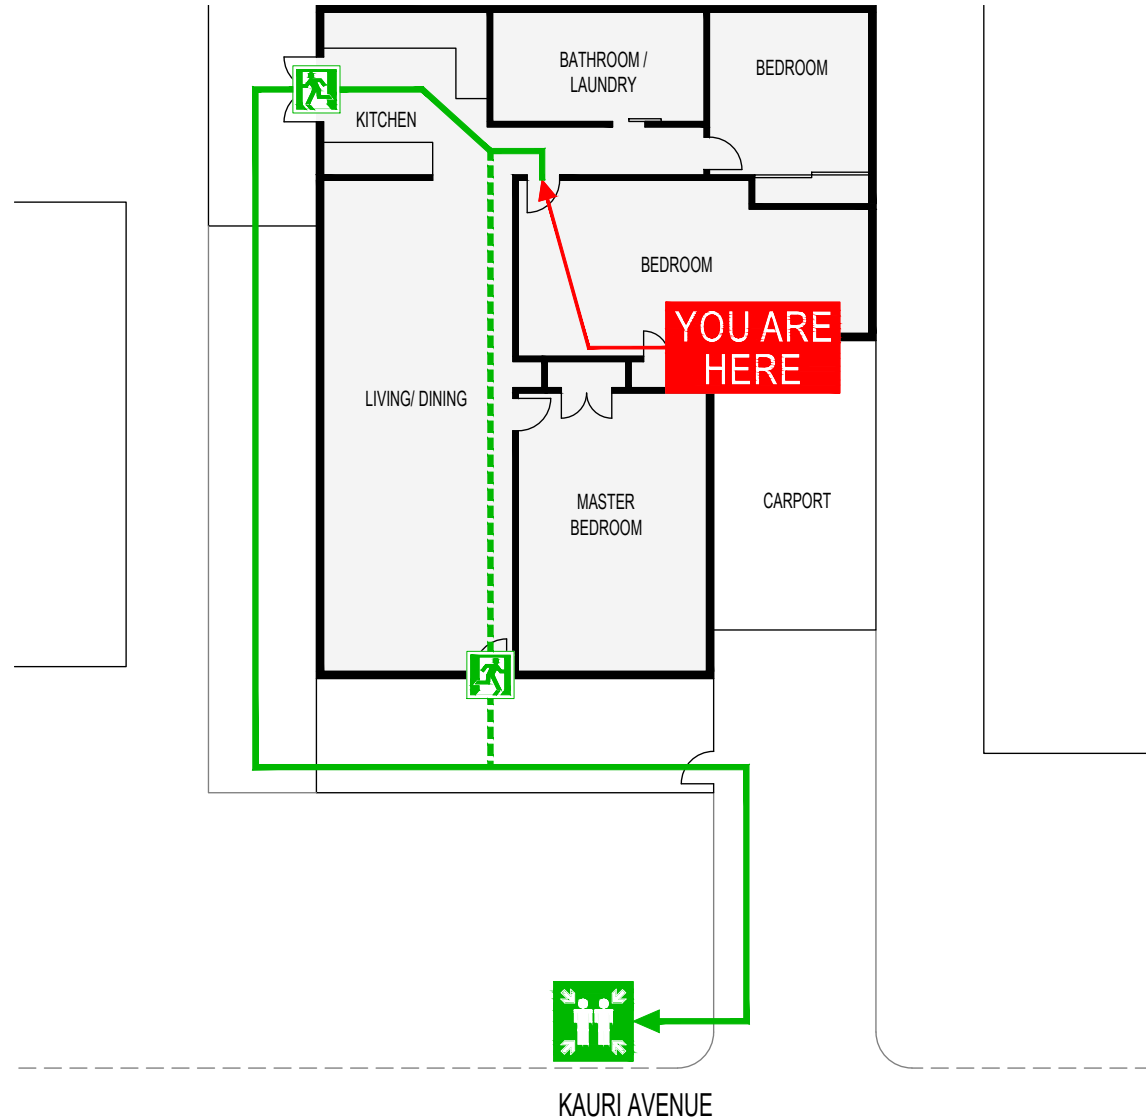 BATHROOM /
LAUNDRY
BEDROOM
KITCHEN
BEDROOM
YOU ARE
HERE
LIVING/ DINING
MASTER
BEDROOM
CARPORT
KAURI AVENUE